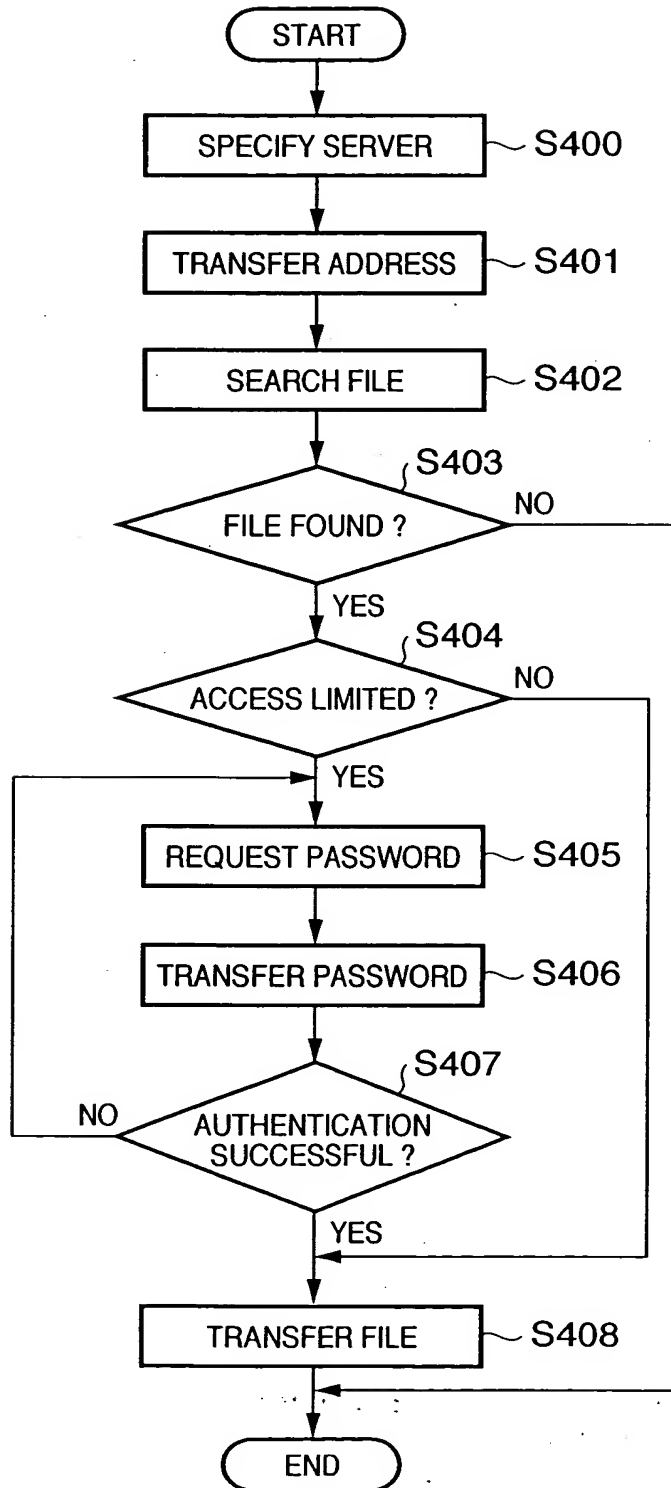 START
SPECIFY SERVER S400
TRANSFER ADDRESS S401
SEARCH FILE S402
S403
FILE FOUND ? NO
YES
S404
ACCESS LIMITED ? NO
YES
REQUEST PASSWORD S405
TRANSFER PASSWORD S406
S407
NO AUTHENTICATION
SUCCESSFUL ?
YES
TRANSFER FILE S408
END